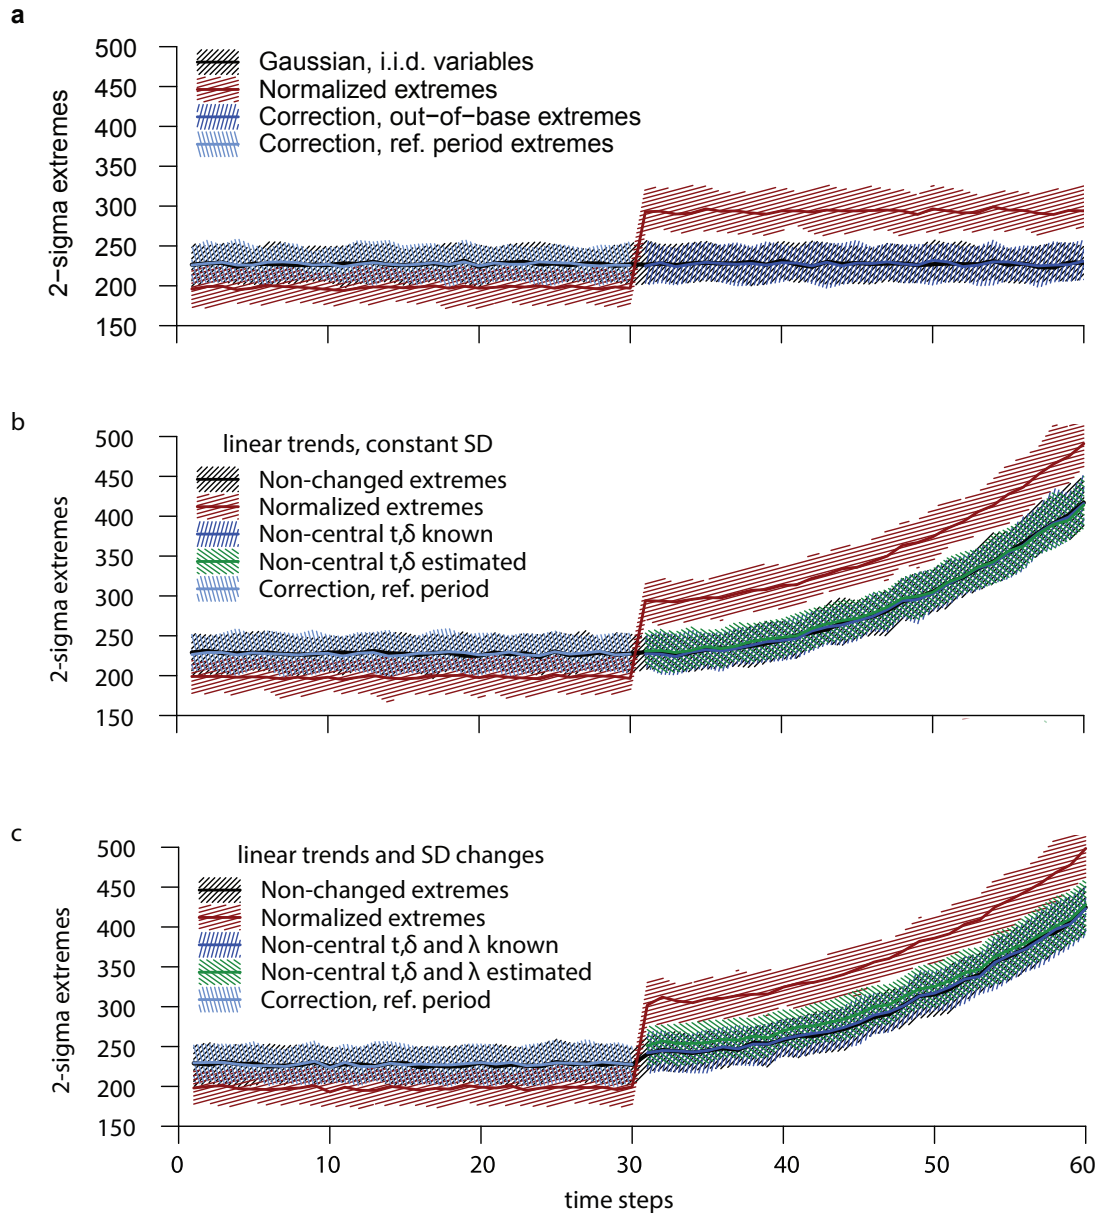 a
500
450
400
350
300
250
200
150
2−sigma extremes
Gaussian, i.i.d. variables
Normalized extremes
Correction, out−of−base extremes
Correction, ref. period extremes
b
500
450
400
350
300
250
200
150
2-sigma extremes
linear trends, constant SD
Non-changed extremes
Normalized extremes
Non-central t,δ known
Non-central t,δ estimated
Correction, ref. period
c
500
450
400
350
300
250
200
150
2-sigma extremes
linear trends and SD changes
Non-changed extremes
Normalized extremes
Non-central t,δ and λ known
Non-central t,δ and λ estimated
Correction, ref. period
0 10 20 30 40 50 60
time steps